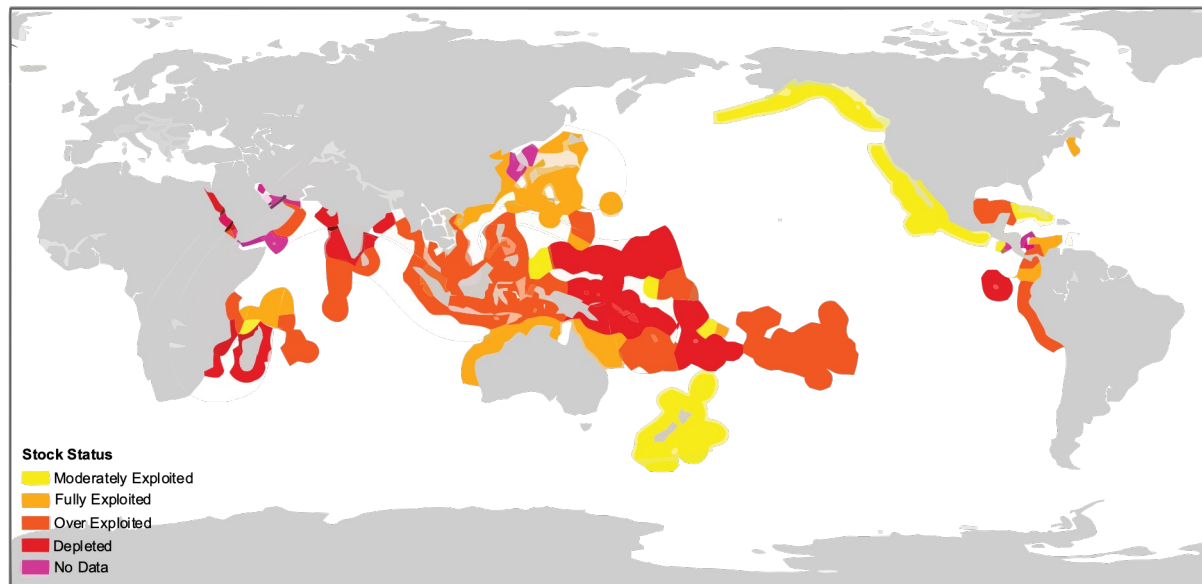 Stock Status
Moderately Exploited
Fully Exploited
Over Exploited
Depleted
No Data